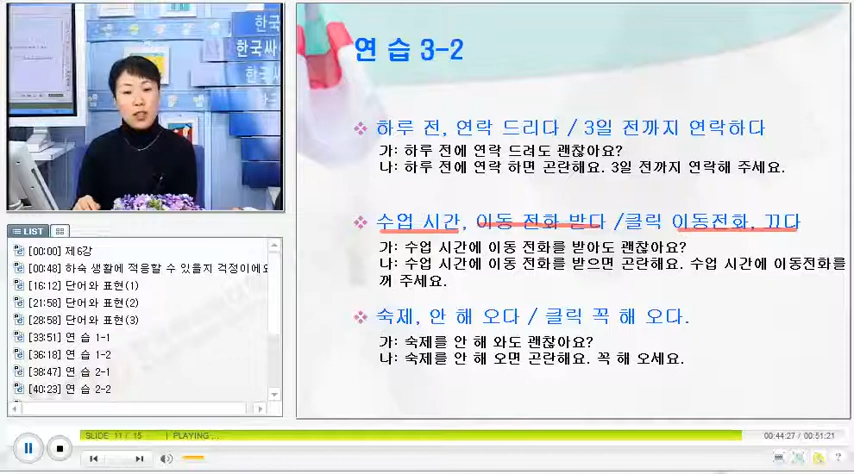 한국
한국싸
연 습 3-2
하루 전, 연락 드리다 / 3일 전까지 연락하다
가: 하루 전에 연락 드려도 괜찮아요?
나: 하루 전에 연락 하면 곤란해요. 3일 전까지 연락해 주세요.
수업 시간, 이동 전화 받다 /클릭 이동전화, 끄다
가: 수업 시간에 이동 전화를 받아도 괜찮아요?
나: 수업 시간에 이동 전화를 받으면 곤란해요. 수업 시간에 이동전화를
꺼 주세요.
숙제, 안 해 오다 / 클릭 꼭 해 오다.
가: 숙제를 안 해 와도 괜찮아요?
나: 숙제를 안 해 오면 곤란해요. 꼭 해 오세요.
LIST
[00:00] 제6강
[00:48] 하숙 생활에 적응할 수 있을지 걱정이에요
[16:12] 단어와 표현(1)
[21:58] 단어와 표현(2)
[28:58] 단어와 표현(3)
[33:51] 연 습 1-1
[36:18] 연 습 1-2
[38:47] 연 습 2-1
[40:23] 연 습 2-2
SLIDE 11 / 15 | PLAYING...
00:44:27 / 00:51:21